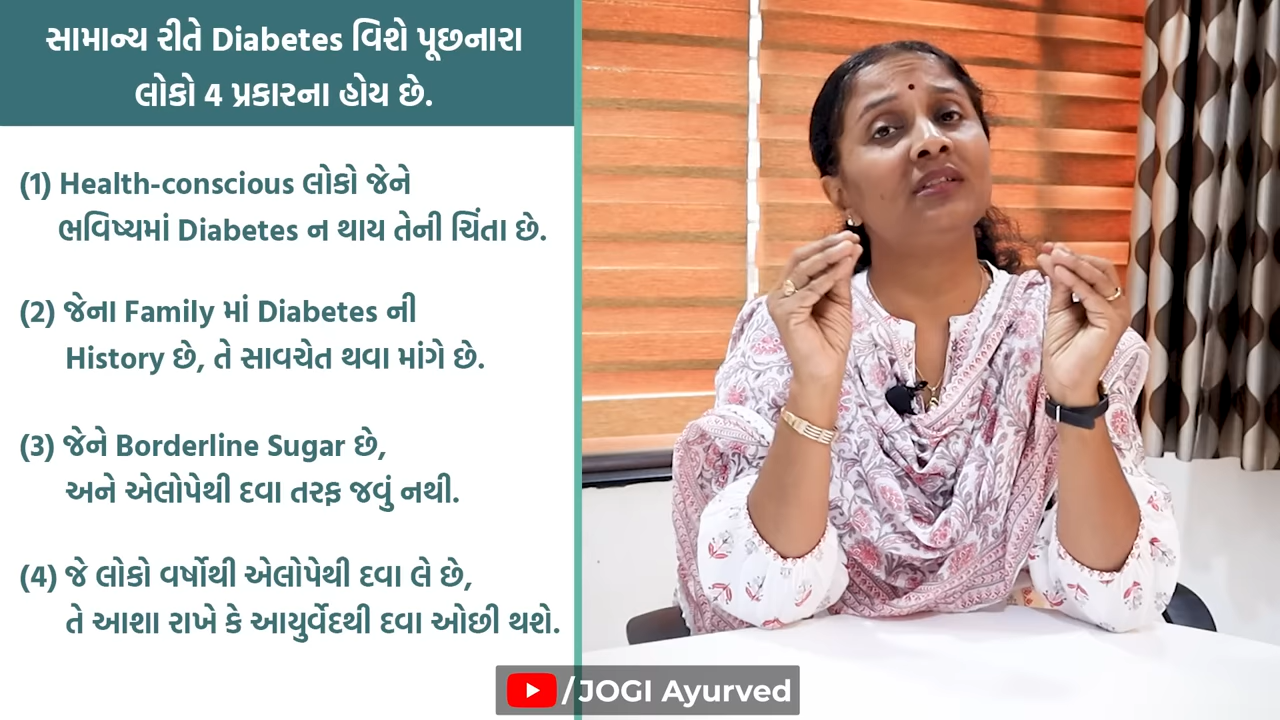 સામાન્ય રીતે Diabetes વિશે પૂછનારા
લોકો 4 પ્રકારના હોય છે.
(1) Health-conscious લોકો જેને
ભવિષ્યમાં Diabetes ન થાય તેની ચિંતા છે.
(2) જેના Family માં Diabetes ની
History છે, તે સાવચેત થવા માંગે છે.
(3) જેને Borderline Sugar છે,
અને એલોપેથી દવા તરફ જવું નથી.
(4) જે લોકો વર્ષોથી એલોપેથી દવા લે છે,
તે આશા રાખે કે આયુર્વેદથી દવા ઓછી થશે.
/JOGI Ayurved